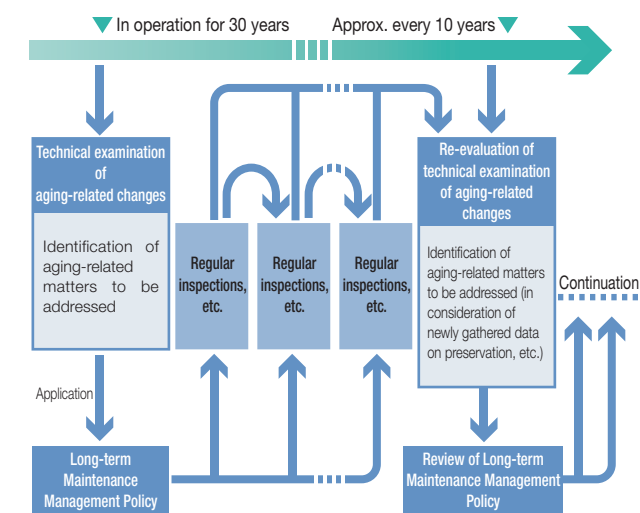 In operation for 30 years
Approx. every 10 years
Technical examination
of
aging-related changes
Identification of
aging-related
matters to be
addressed
Regular
inspections,
etc.
Regular
inspections,
etc.
Regular
inspections,
etc.
Re-evaluation of
technical examination
of aging-related
changes
Identification of
aging-related matters
to be addressed (in
consideration of
newly gathered data
on preservation, etc.)
Continuation
Application
Long-term
Maintenance
Management Policy
Review of Long-term
Maintenance Management
Policy